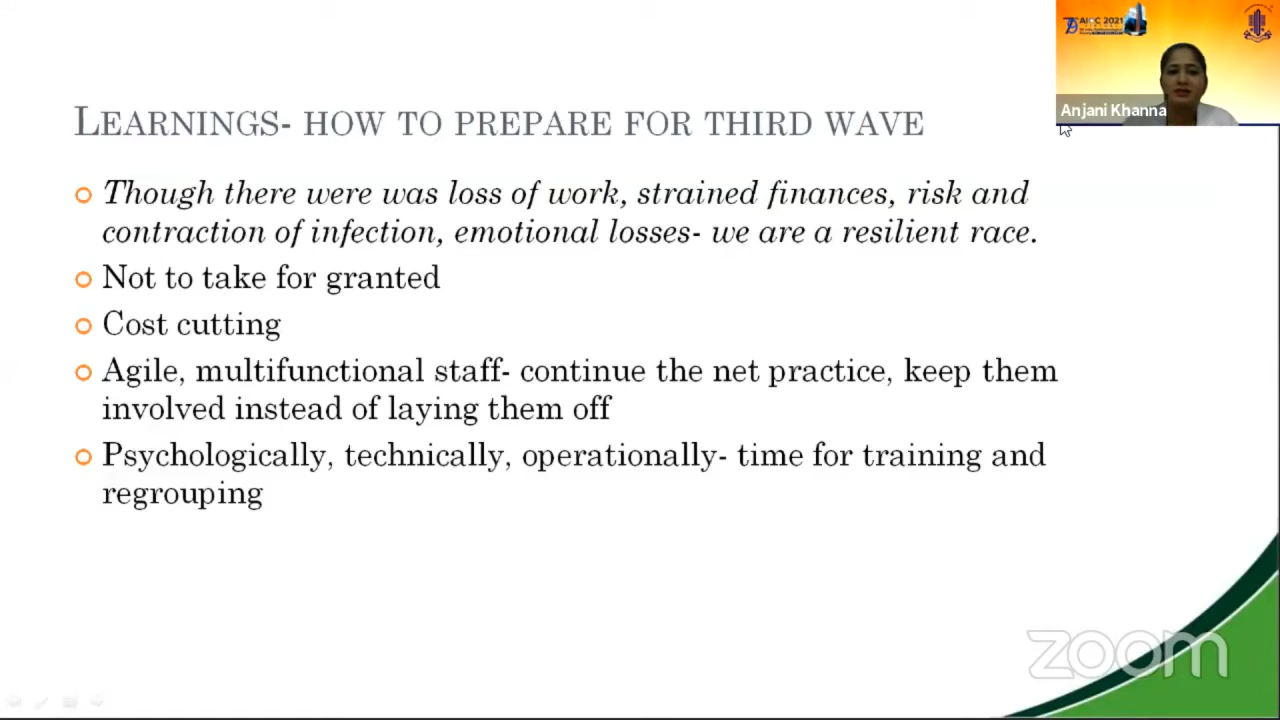 AIOC 2021
Anjani Khanna
LEARNINGS- HOW TO PREPARE FOR THIRD WAVE
Though there were was loss of work, strained finances, risk and
contraction of infection, emotional losses- we are a resilient race.
Not to take for granted
Cost cutting
Agile, multifunctional staff- continue the net practice, keep them
involved instead of laying them off
Psychologically, technically, operationally- time for training and
regrouping
zoom